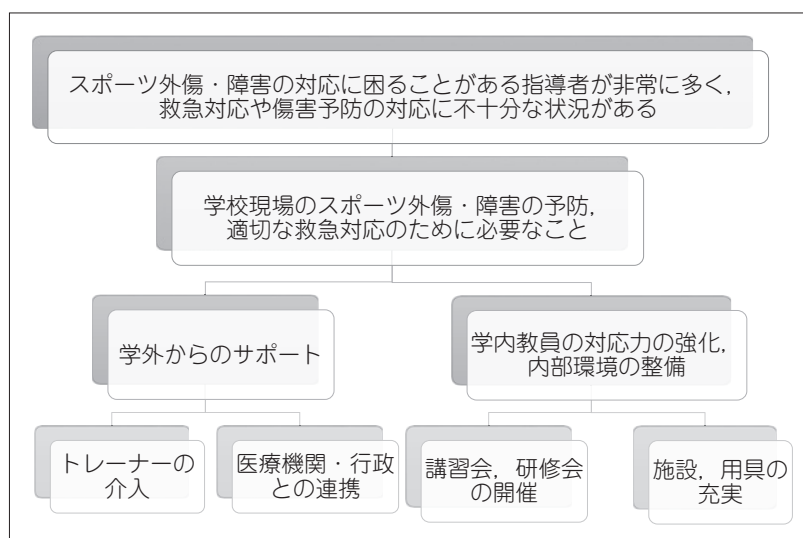 スポーツ外傷・障害の対応に困ることがある指導者が非常に多く，
救急対応や傷害予防の対応に不十分な状況がある
学校現場のスポーツ外傷・障害の予防，
適切な救急対応のために必要なこと
学外からのサポート
学内教員の対応力の強化，
内部環境の整備
トレーナーの
介入
医療機関・行政
との連携
講習会，研修会
の開催
施設，用具の
充実